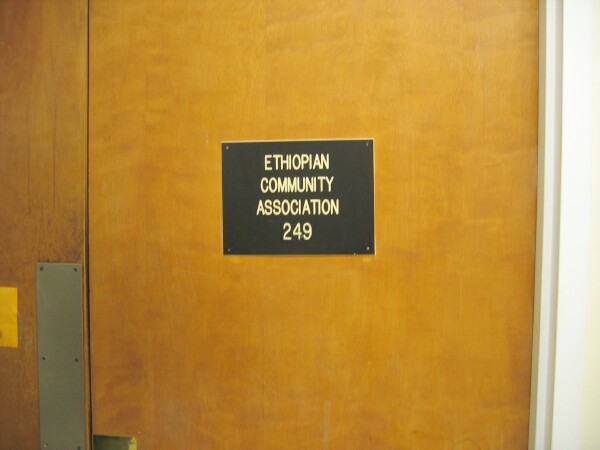 ETHIOPIAN
COMMUNITY
ASSOCIATION
249